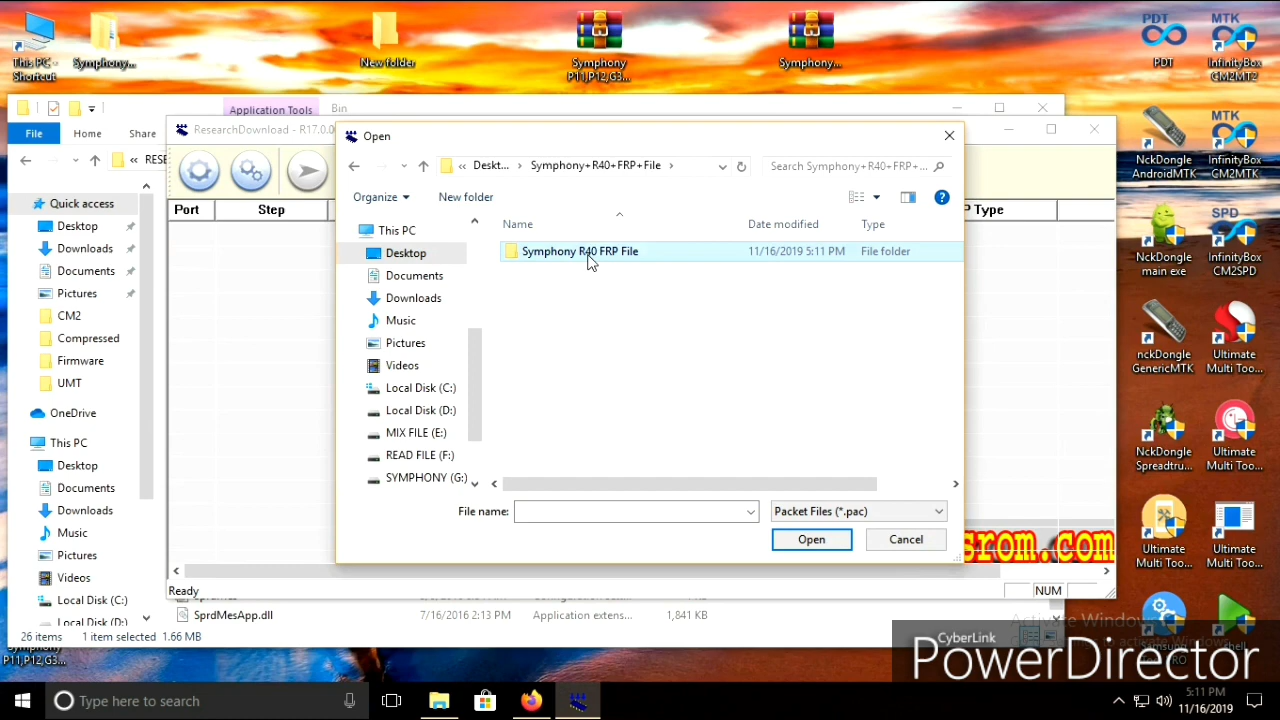 This PC -
Shortcut
Symphony...
New folder
Symphony
P11,P12,G3...
Symphony...
PDT
InfinityBox
CM2MT2
Application Tools
Bin
File
Home
Share
ResearchDownload - R17.0.00
Open
Deskt...
Symphony+R40+FRP+File
Search Symphony+R40+FRP+...
Organize
New folder
Port
Step
Type
Quick access
Desktop
Downloads
Documents
Pictures
CM2
Compressed
Firmware
UMT
OneDrive
This PC
Desktop
Documents
Downloads
Music
Pictures
Videos
Local Disk (C:)
Local Disk (D:)
This PC
Desktop
Documents
Downloads
Music
Pictures
Videos
Local Disk (C:)
Local Disk (D:)
MIX FILE (E:)
READ FILE (F:)
SYMPHONY (G:)
Name
Date modified
Type
Symphony R40 FRP File
11/16/2019 5:11 PM
File folder
File name:
Packet Files (*.pac)
Open
Cancel
srom.com
Ready
NUM
SprdMesApp.dll
7/16/2016 2:13 PM
Application extens...
1,841 KB
26 items
1 item selected
1.66 MB
P11,P12,G3...
NckDongle
AndroidMTK
InfinityBox
CM2MTK
NckDongle
main exe
InfinityBox
CM2SPD
nckDongle
GenericMTK
Ultimate
Multi Too...
NckDongle
Spreadtru...
Ultimate
Multi Too...
Ultimate
Multi Too...
Ultimate
Multi Too...
Activate Windows
CyberLink
PowerDirector
Type here to search
5:11 PM
11/16/2019